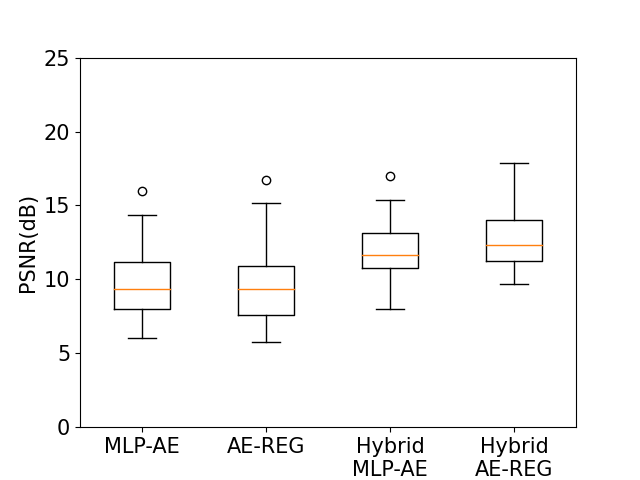 25
20
15
10
5
0
PSNR(dB)
MLP-AE
AE-REG
Hybrid
MLP-AE
Hybrid
AE-REG